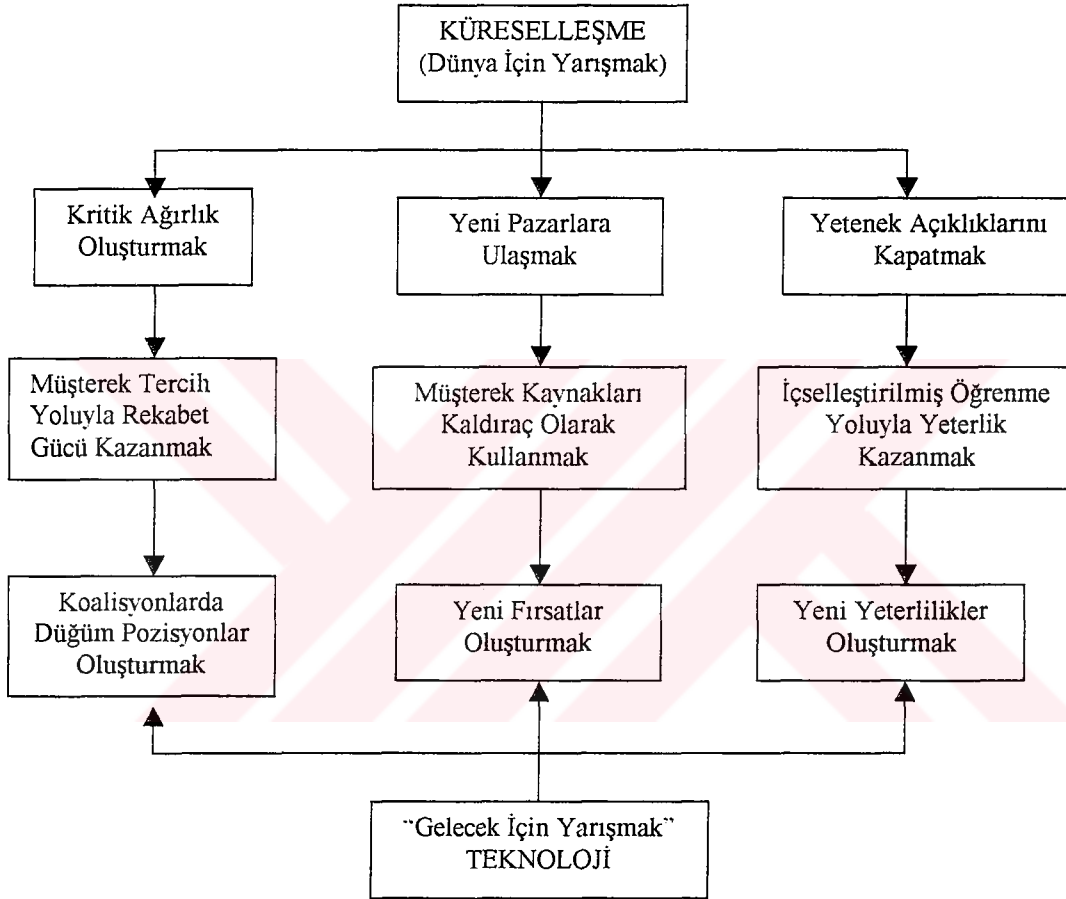 KÜRESELLEŞME
(Dünya İçin Yarışmak)
Kritik Ağırlık
Oluşturmak
Yeni Pazarlara
Ulaşmak
Yetenek Açıklıklarını
Kapatmak
Müşterek Tercih
Yoluyla Rekabet
Gücü Kazanmak
Müşterek Kaynakları
Kaldıraç Olarak
Kullanmak
İçselleştirilmiş Öğrenme
Yoluyla Yeterlik
Kazanmak
Koalisyonlarda
Düğüm Pozisyonlar
Oluşturmak
Yeni Fırsatlar
Oluşturmak
Yeni Yeterlilikler
Oluşturmak
"Gelecek İçin Yarışmak"
TEKNOLOJİ